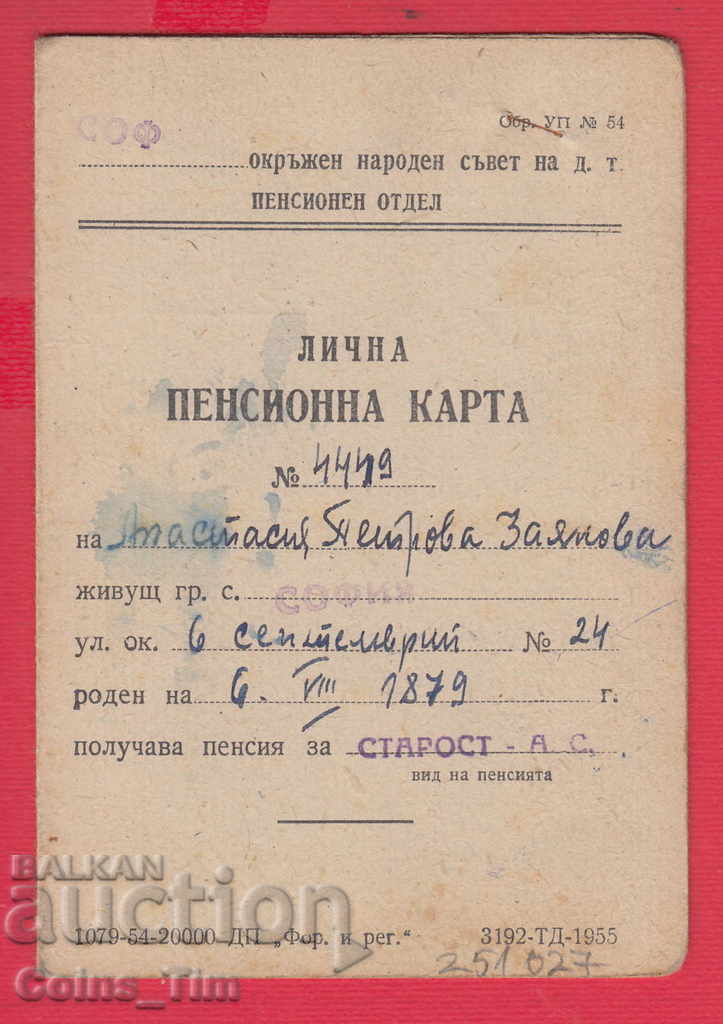 СОФ
Обр. УП № 54
окръжен народен съвет на д. т.
ПЕНСИОНЕН ОТДЕЛ
ЛИЧНА
ПЕНСИОННА КАРТА
№ 4449
на Анастасия Петрова Заякова
живущ гр. с. СОФИЯ
ул. ок. 6 септемврий № 24
роден на 6. VIII 1879 г.
получава пенсия за СТАРОСТ - А С.
вид на пенсията
BALKAN
auction
1079-54-20000 ДП „Фор. и рег.“ 3192-ТД-1955
251027
Coins_Tim